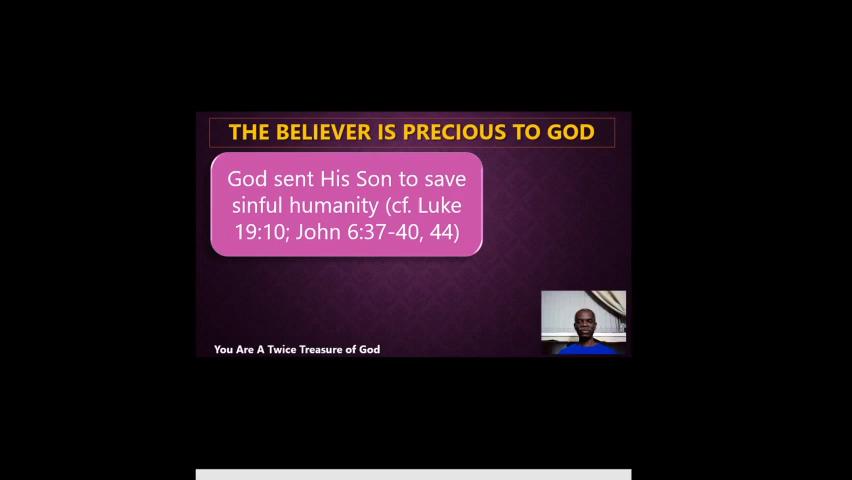 THE BELIEVER IS PRECIOUS TO GOD
God sent His Son to save
sinful humanity (cf. Luke
19:10; John 6:37-40, 44)
You Are A Twice Treasure of God